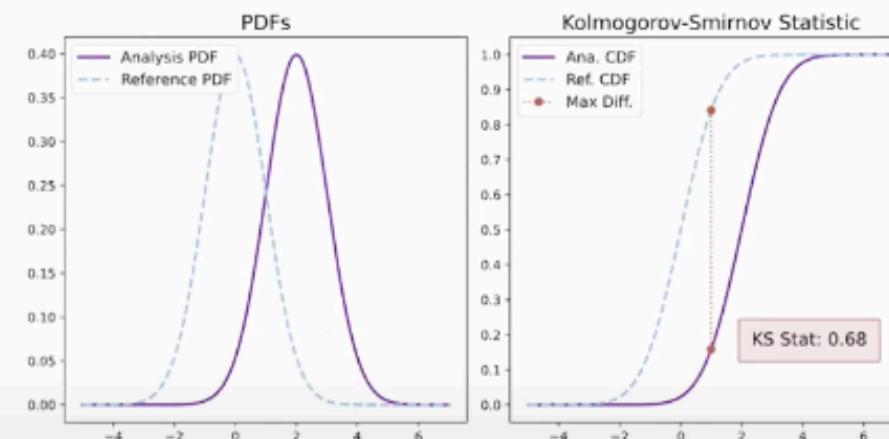 PDFs
Analysis PDF
Reference PDF
0.40
0.35
0.30
0.25
0.20
0.15
0.10
0.05
0.00
−4 −2 0 2 4 6
Kolmogorov-Smirnov Statistic
Ana. CDF
Ref. CDF
Max Diff.
1.0
0.9
0.8
0.7
0.6
0.5
0.4
0.3
0.2
0.1
0.0
KS Stat: 0.68
−4 −2 0 2 4 6